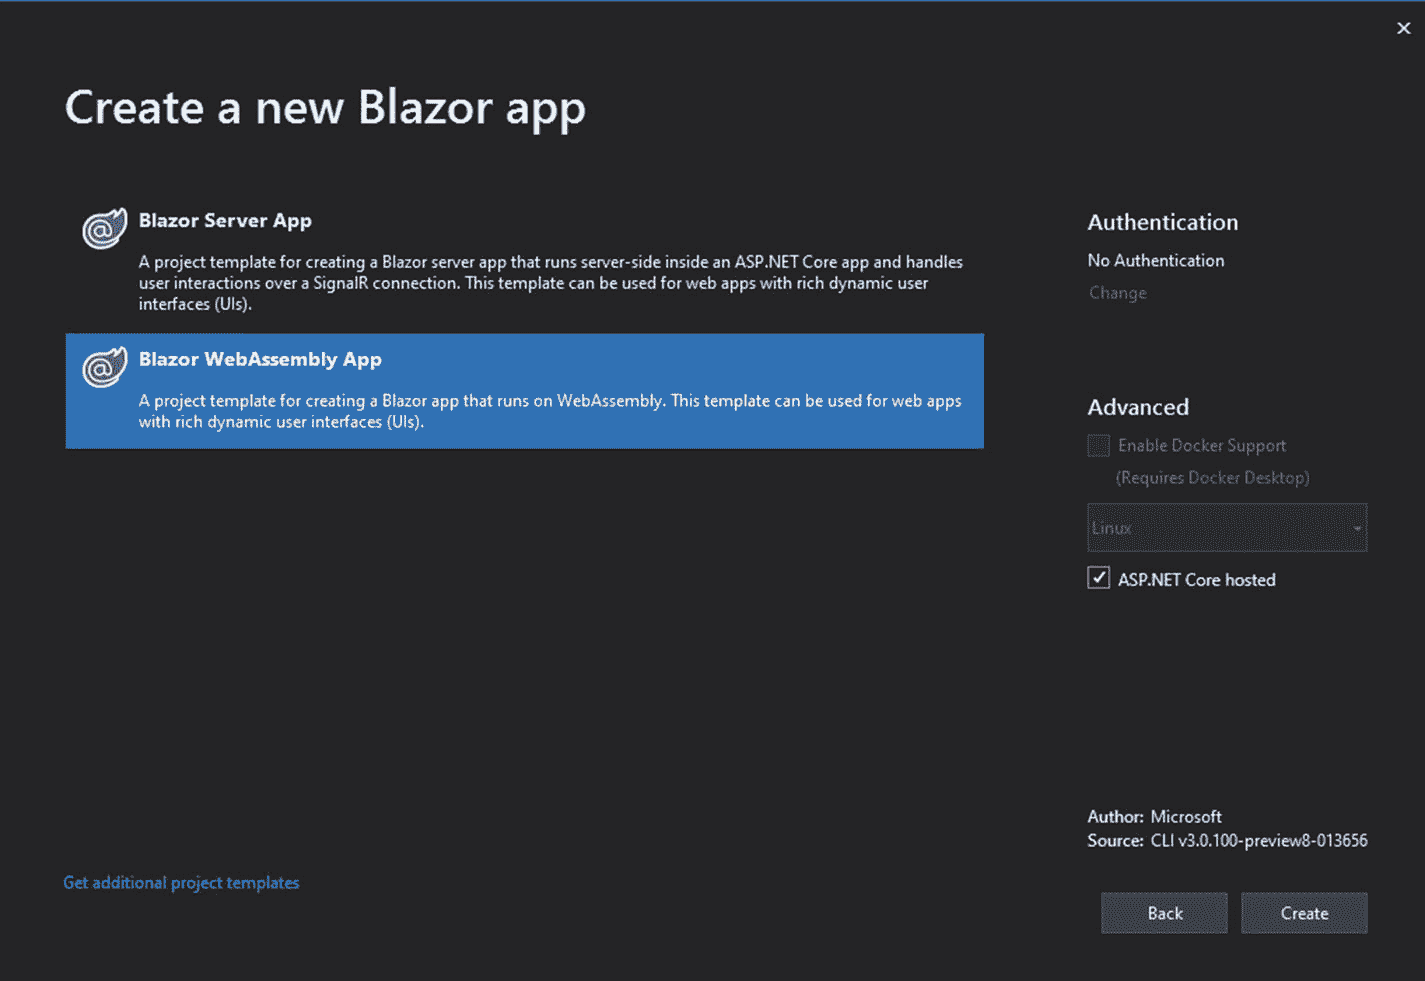 Create a new Blazor app
Blazor Server App
A project template for creating a Blazor server app that runs server-side inside an ASP.NET Core app and handles
user interactions over a SignalR connection. This template can be used for web apps with rich dynamic user
interfaces (UIs).
Blazor WebAssembly App
A project template for creating a Blazor app that runs on WebAssembly. This template can be used for web apps
with rich dynamic user interfaces (UIs).
Get additional project templates
Authentication
No Authentication
Change
Advanced
Enable Docker Support
(Requires Docker Desktop)
Linux
ASP.NET Core hosted
Author: Microsoft
Source: CLI v3.0.100-preview8-013656
Back
Create